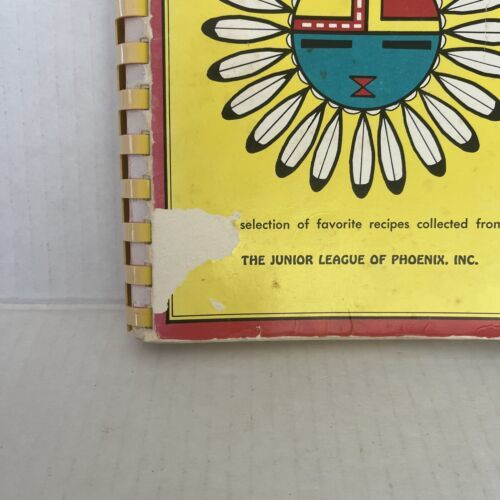 selection of favorite recipes collected from
THE JUNIOR LEAGUE OF PHOENIX, INC.